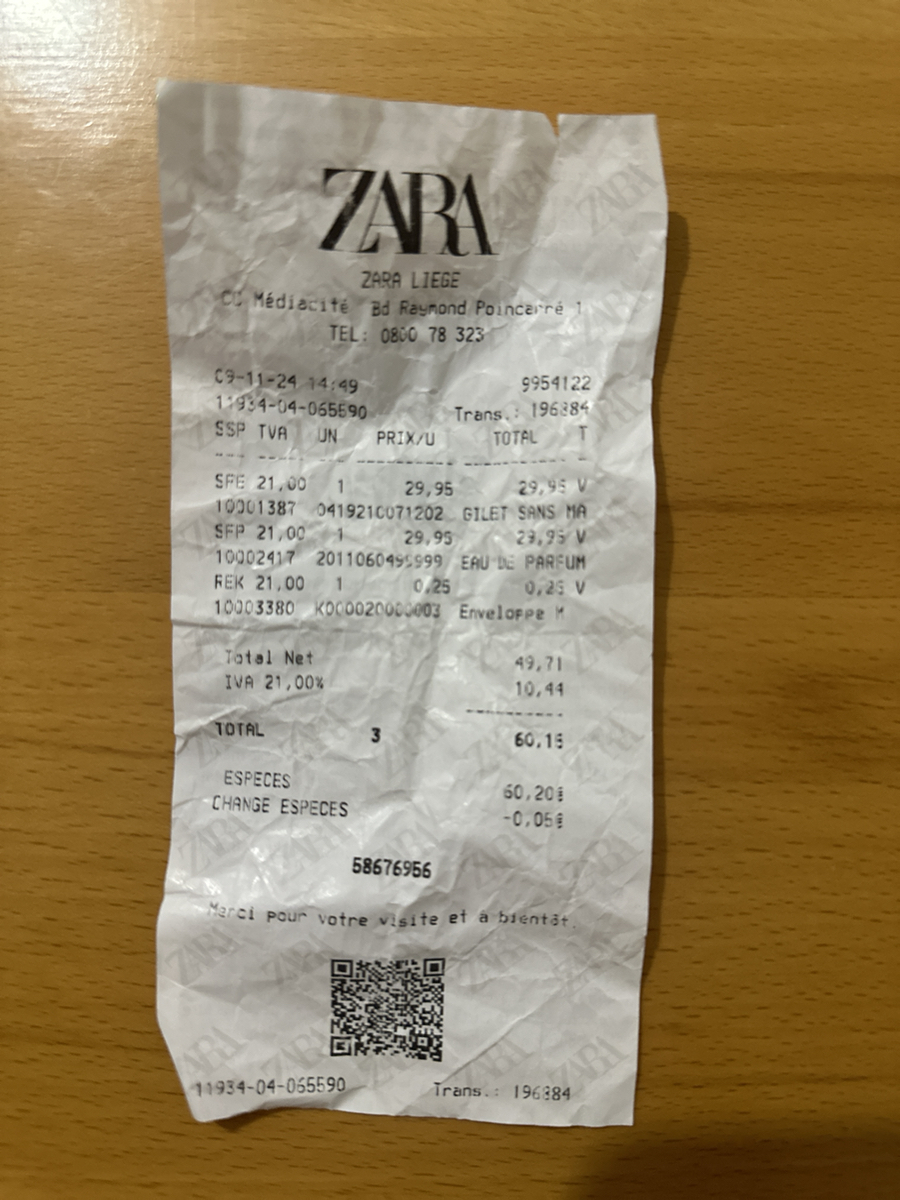 ZARA
ZARA LIEGE
CC Médiacité Bd Raymond Poincarré 1
TEL: 0800 78 323
09-11-24 14:49 9954122
11934-04-065590 Trans.: 196884
SSP TVA UN PRIX/U TOTAL T
--- ----- ---- ------------ ------------- -
SFE 21,00 1 29,95 29,95 V
10001387 0419210071202 GILET SANS MA
SFP 21,00 1 29,95 29,95 V
10002417 2011060499999 EAU DE PARFUM
REK 21,00 1 0,25 0,25 V
10003380 K000020000003 Enveloppe M
Total Net 49,71
IVA 21,00% 10,44
-----------
TOTAL 3 60,15
ESPECES 60,20€
CHANGE ESPECES -0,05€
58676956
Merci pour votre visite et à bientôt.
11934-04-065590 Trans.: 196884